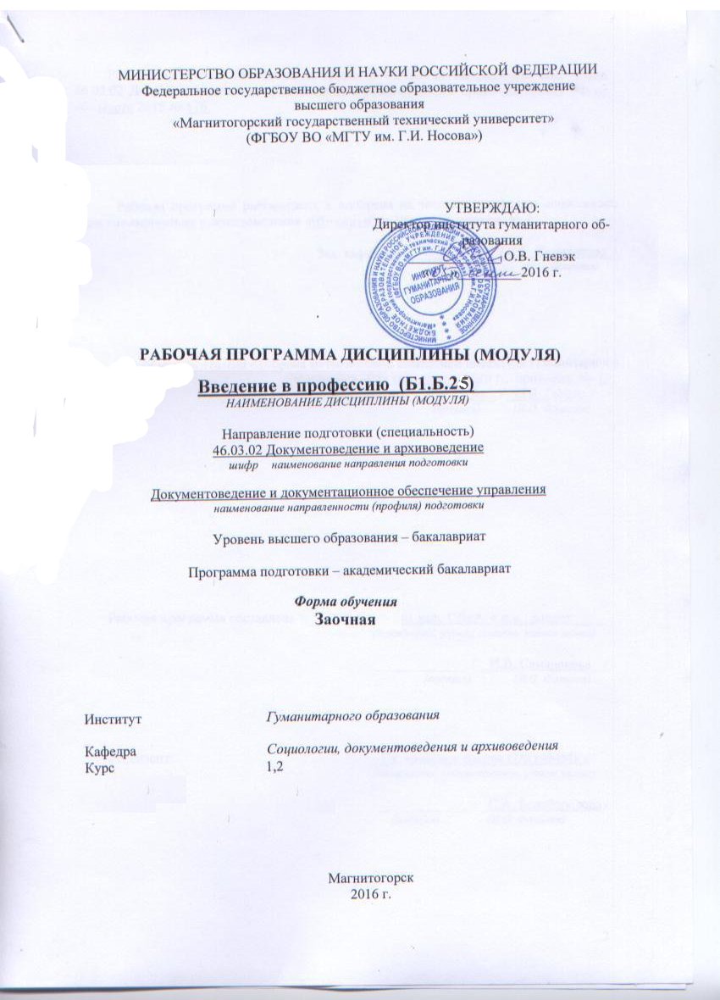 МИНИСТЕРСТВО ОБРАЗОВАНИЯ И НАУКИ РОССИЙСКОЙ ФЕДЕРАЦИИ
Федеральное государственное бюджетное образовательное учреждение
высшего образования
«Магнитогорский государственный технический университет»
(ФГБОУ ВО «МГТУ им. Г.И. Носова»)
УТВЕРЖДАЮ:
Директор института гуманитарного об-
разования
О.В. Гневэк
2016 г.
ИНСТИТУТ
ГУМАНИТАРНОГО
ОБРАЗОВАНИЯ
РАБОЧАЯ ПРОГРАММА ДИСЦИПЛИНЫ (МОДУЛЯ)
Введение в профессию (Б1.Б.25)
НАИМЕНОВАНИЕ ДИСЦИПЛИНЫ (МОДУЛЯ)
Направление подготовки (специальность)
46.03.02 Документоведение и архивоведение
шифр наименование направления подготовки
Документоведение и документационное обеспечение управления
наименование направленности (профиля) подготовки
Уровень высшего образования – бакалавриат
Программа подготовки – академический бакалавриат
Форма обучения
Заочная
Институт Гуманитарного образования
Кафедра Социологии, документоведения и архивоведения
Курс 1,2
Магнитогорск
2016 г.